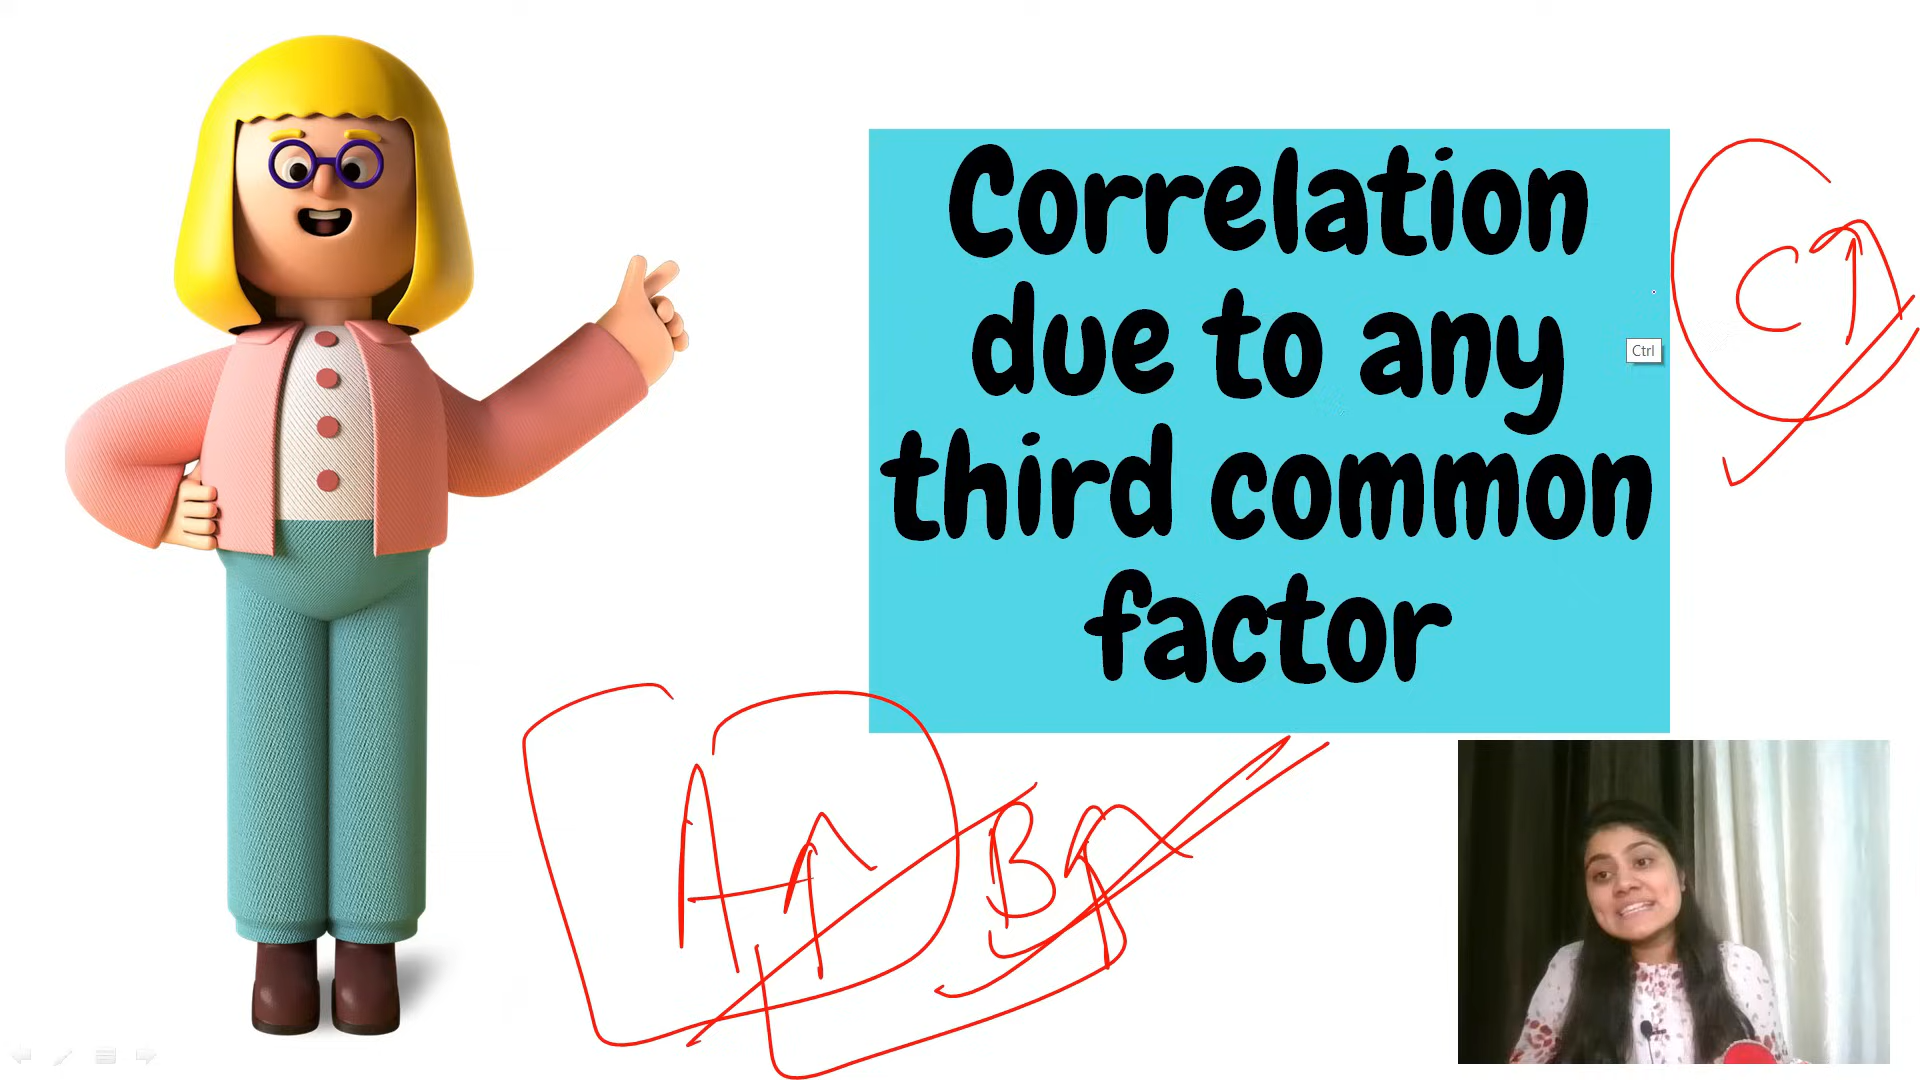 Correlation
due to any
third common
factor
C↑
Ctrl
A↑ B↑